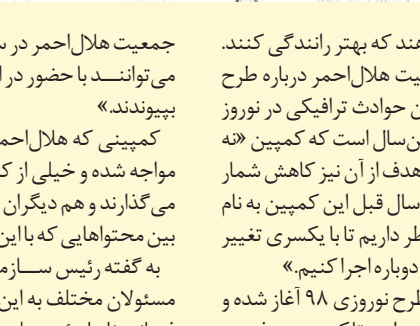 هند که بهتر رانندگی کنند.
یت هلال‌احمر درباره طرح
ن حوادث ترافیکی در نوروز
ن‌سال است که کمپین «نه
هدف از آن نیز کاهش شمار
سال قبل این کمپین به نام
ظر داریم تا با یکسری تغییر
دوباره اجرا کنیم.»
طرح نوروزی ۹۸ آغاز شده و
جمعیت هلال‌احمر در س
می‌تواننـــد با حضور در ا
بپیوندند.»
کمپینی که هلال‌احمر
مواجه شده و خیلی از ک
می‌گذارند و هم دیگران
بین محتواهایی که با این
به گفته رئیس ســازم
مسئولان مختلف به این